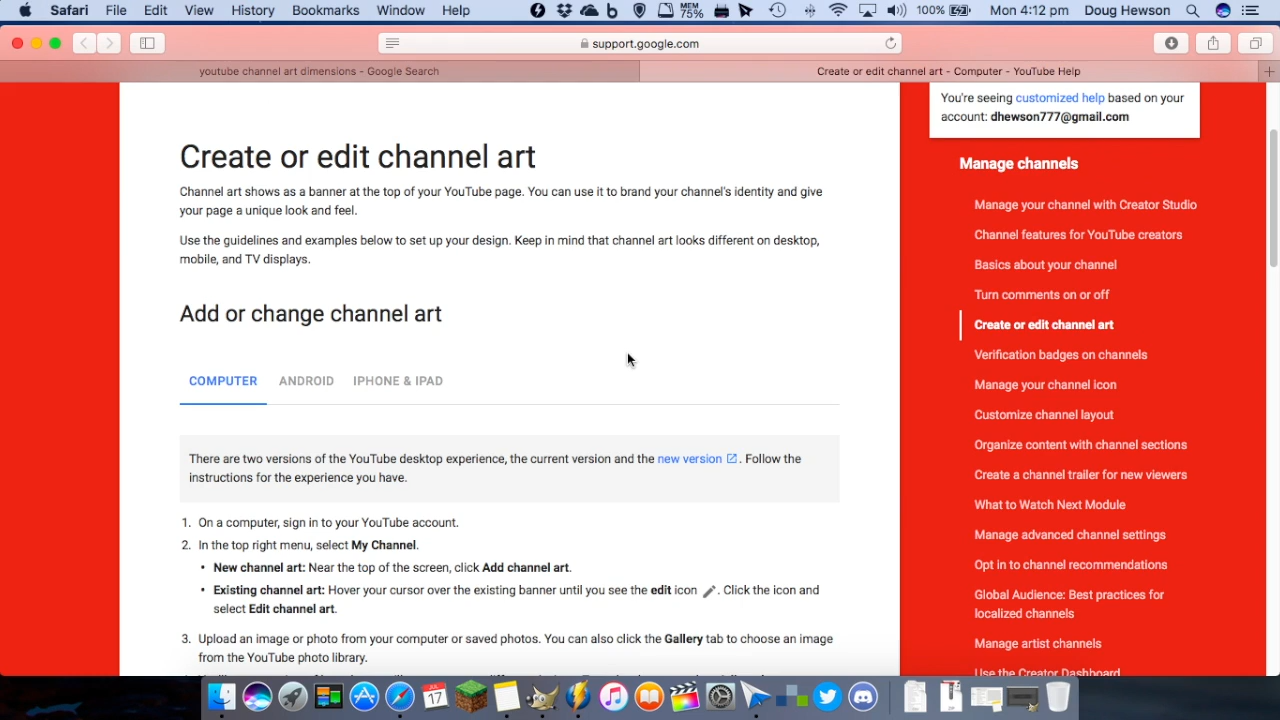 Safari File Edit View History Bookmarks Window Help MEM 75% 100% Mon 4:12 pm Doug Hewson
support.google.com
youtube channel art dimensions - Google Search
Create or edit channel art - Computer - YouTube Help
You're seeing customized help based on your
account: dhewson777@gmail.com
Create or edit channel art
Channel art shows as a banner at the top of your YouTube page. You can use it to brand your channel's identity and give
your page a unique look and feel.
Use the guidelines and examples below to set up your design. Keep in mind that channel art looks different on desktop,
mobile, and TV displays.
Add or change channel art
COMPUTER ANDROID IPHONE & IPAD
There are two versions of the YouTube desktop experience, the current version and the new version. Follow the
instructions for the experience you have.
1. On a computer, sign in to your YouTube account.
2. In the top right menu, select My Channel.
• New channel art: Near the top of the screen, click Add channel art.
• Existing channel art: Hover your cursor over the existing banner until you see the edit icon. Click the icon and
select Edit channel art.
3. Upload an image or photo from your computer or saved photos. You can also click the Gallery tab to choose an image
from the YouTube photo library.
Manage channels
Manage your channel with Creator Studio
Channel features for YouTube creators
Basics about your channel
Turn comments on or off
Create or edit channel art
Verification badges on channels
Manage your channel icon
Customize channel layout
Organize content with channel sections
Create a channel trailer for new viewers
What to Watch Next Module
Manage advanced channel settings
Opt in to channel recommendations
Global Audience: Best practices for
localized channels
Manage artist channels
Use the Creator Dashboard
JUL
17